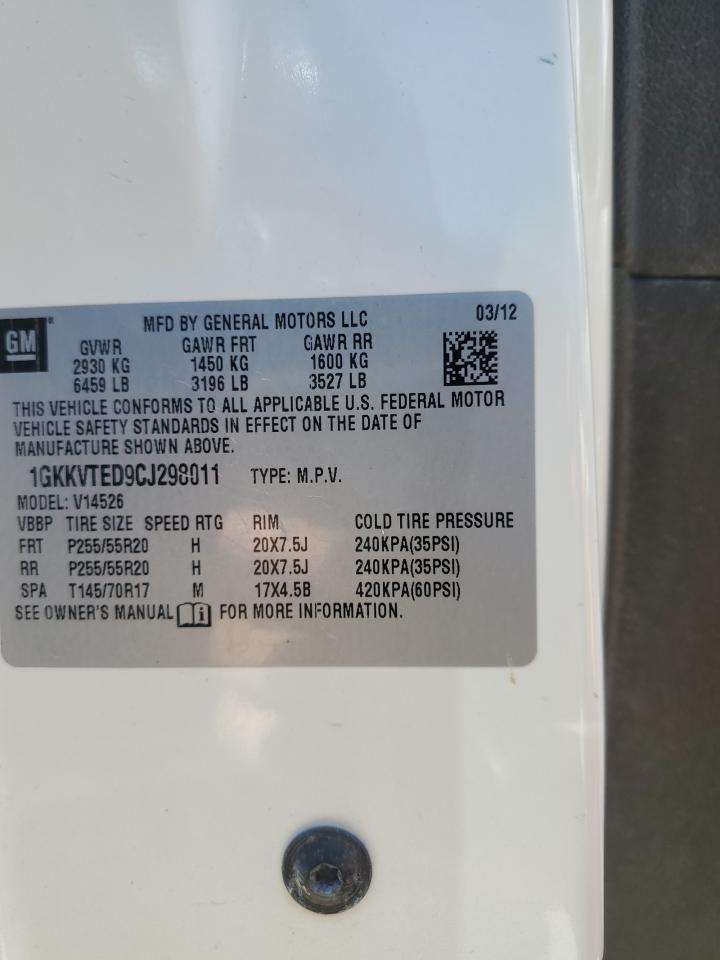 GM
MFD BY GENERAL MOTORS LLC 03/12
GVWR GAWR FRT GAWR RR
2930 KG 1450 KG 1600 KG
6459 LB 3196 LB 3527 LB
THIS VEHICLE CONFORMS TO ALL APPLICABLE U.S. FEDERAL MOTOR
VEHICLE SAFETY STANDARDS IN EFFECT ON THE DATE OF
MANUFACTURE SHOWN ABOVE.
1GKKVTED9CJ298011 TYPE: M.P.V.
MODEL: V14526
VBBP TIRE SIZE SPEED RTG RIM COLD TIRE PRESSURE
FRT P255/55R20 H 20X7.5J 240KPA(35PSI)
RR P255/55R20 H 20X7.5J 240KPA(35PSI)
SPA T145/70R17 M 17X4.5B 420KPA(60PSI)
SEE OWNER'S MANUAL i FOR MORE INFORMATION.